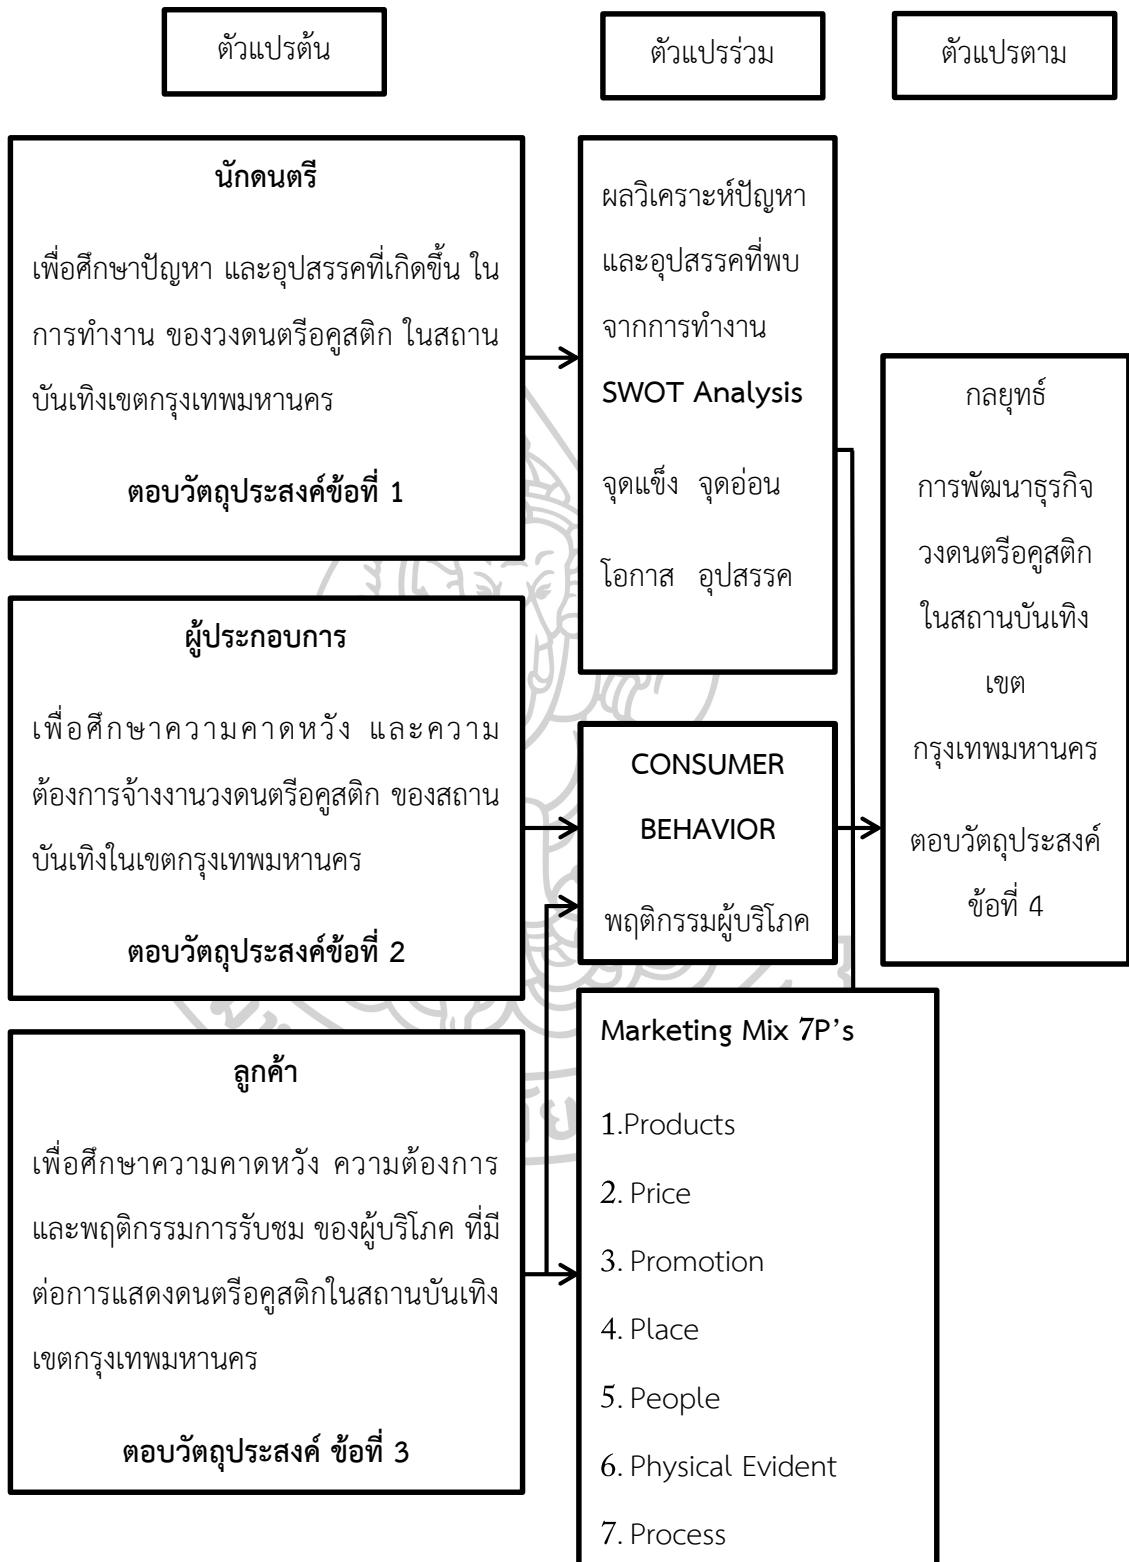 ตัวแปรต้น
ตัวแปรร่วม
ตัวแปรตาม
นักดนตรี
เพื่อศึกษาปัญหา และอุปสรรคที่เกิดขึ้น ใน
การทำงาน ของวงดนตรีอคูสติก ในสถาน
บันเทิงเขตกรุงเทพมหานคร
ตอบวัตถุประสงค์ข้อที่ 1
ผู้ประกอบการ
เพื่อศึกษาความคาดหวัง และความ
ต้องการจ้างงานวงดนตรีอคูสติก ของสถาน
บันเทิงในเขตกรุงเทพมหานคร
ตอบวัตถุประสงค์ข้อที่ 2
ลูกค้า
เพื่อศึกษาความคาดหวัง ความต้องการ
และพฤติกรรมการรับชม ของผู้บริโภค ที่มี
ต่อการแสดงดนตรีอคูสติกในสถานบันเทิง
เขตกรุงเทพมหานคร
ตอบวัตถุประสงค์ ข้อที่ 3
ผลวิเคราะห์ปัญหา
และอุปสรรคที่พบ
จากการทำงาน
SWOT Analysis
จุดแข็ง จุดอ่อน
โอกาส อุปสรรค
CONSUMER
BEHAVIOR
พฤติกรรมผู้บริโภค
Marketing Mix 7P’s
1.Products
2. Price
3. Promotion
4. Place
5. People
6. Physical Evident
7. Process
กลยุทธ์
การพัฒนาธุรกิจ
วงดนตรีอคูสติก
ในสถานบันเทิง
เขต
กรุงเทพมหานคร
ตอบวัตถุประสงค์
ข้อที่ 4